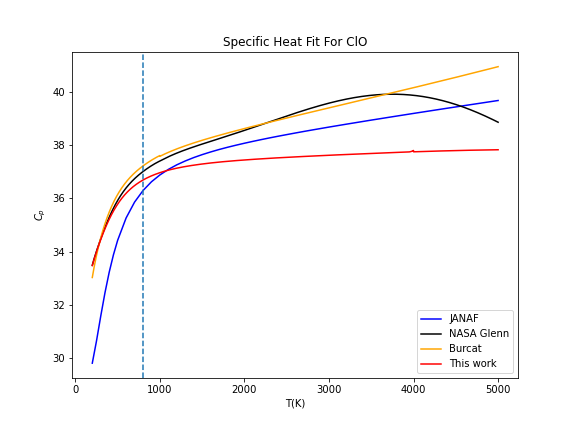 Specific Heat Fit For ClO
40
38
36
34
32
30
C_p
0 1000 2000 3000 4000 5000
T(K)
JANAF
NASA Glenn
Burcat
This work